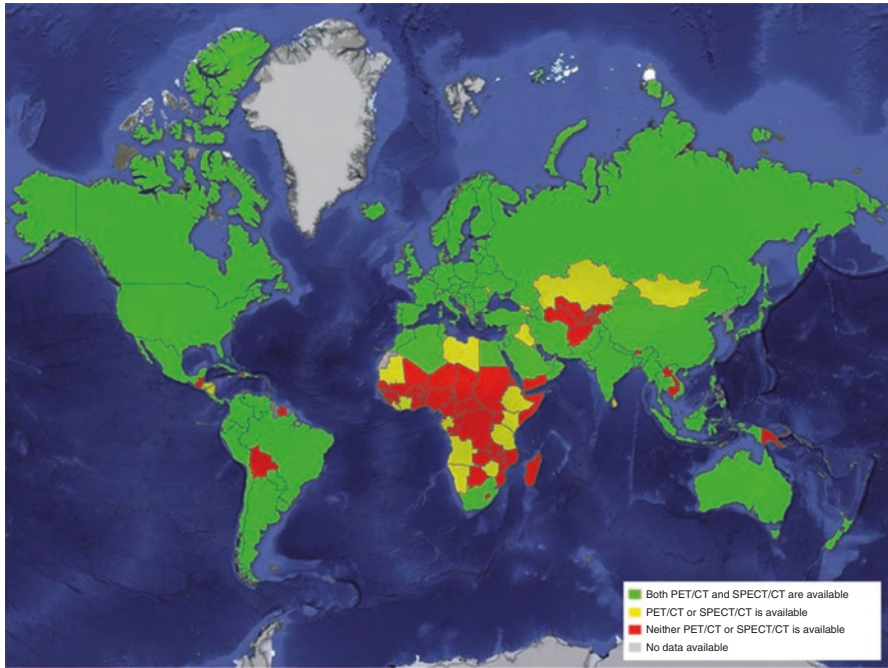 Both PET/CT and SPECT/CT are available
PET/CT or SPECT/CT is available
Neither PET/CT or SPECT/CT is available
No data available